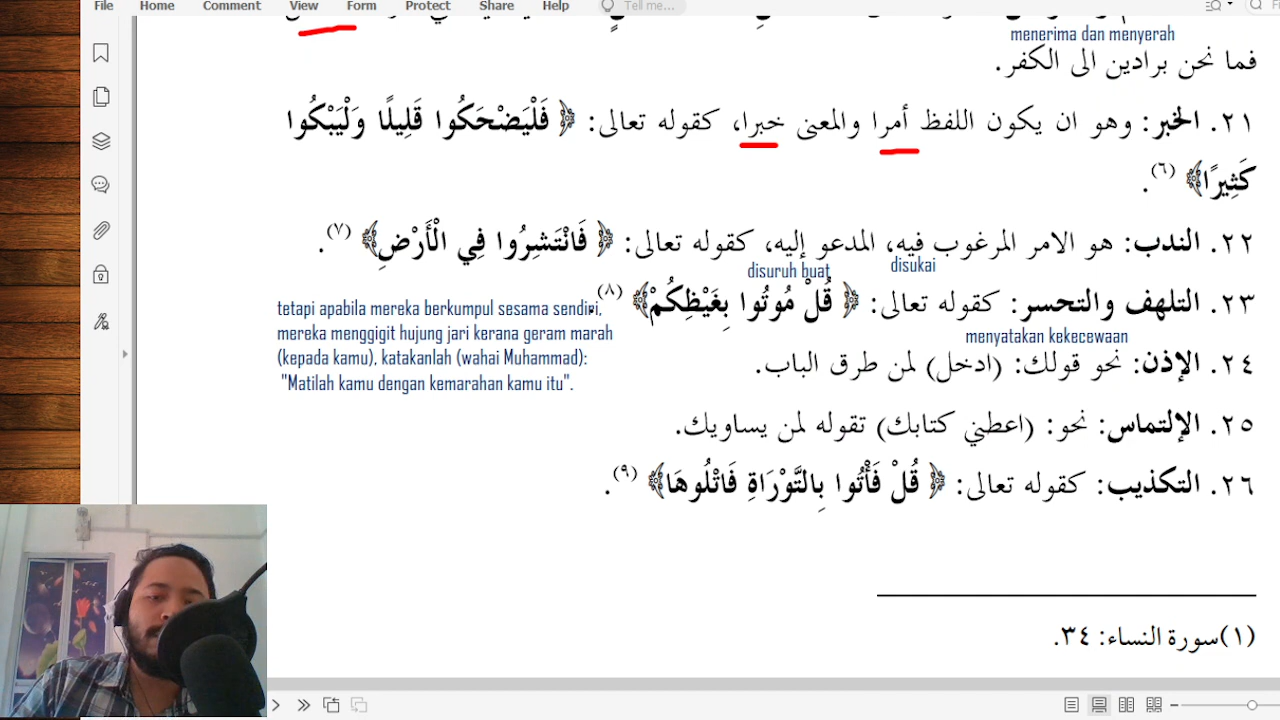 File Home Comment View Form Protect Share Help Tell me...
menerima dan menyerah
فما نحن برادين الى الكفر.
٢١. الخبر: وهو ان يكون اللفظ أمرا والمعنى خبرا، كقوله تعالى: ﴿ فَلْيَضْحَكُوا قَلِيلًا وَلْيَبْكُوا
كَثِيرًا﴾ (٦).
٢٢. الندب: هو الامر المرغوب فيه، المدعو إليه، كقوله تعالى: ﴿ فَانْتَشِرُوا فِي الْأَرْضِ﴾ (٧).
disukai
disuruh buat
٢٣. التلهف والتحسر: كقوله تعالى: ﴿ قُلْ مُوتُوا بِغَيْظِكُمْ﴾ (٨).
menyatakan kekecewaan
tetapi apabila mereka berkumpul sesama sendiri,
mereka menggigit hujung jari kerana geram marah
(kepada kamu), katakanlah (wahai Muhammad):
"Matilah kamu dengan kemarahan kamu itu".
٢٤. الإذن: نحو قولك: (ادخل) لمن طرق الباب.
٢٥. الإلتماس: نحو: (اعطني كتابك) تقوله لمن يساويك.
٢٦. التكذيب: كقوله تعالى: ﴿ قُلْ فَأْتُوا بِالتَّوْرَاةِ فَاتْلُوهَا﴾ (٩).
(١)سورة النساء: ٣٤.